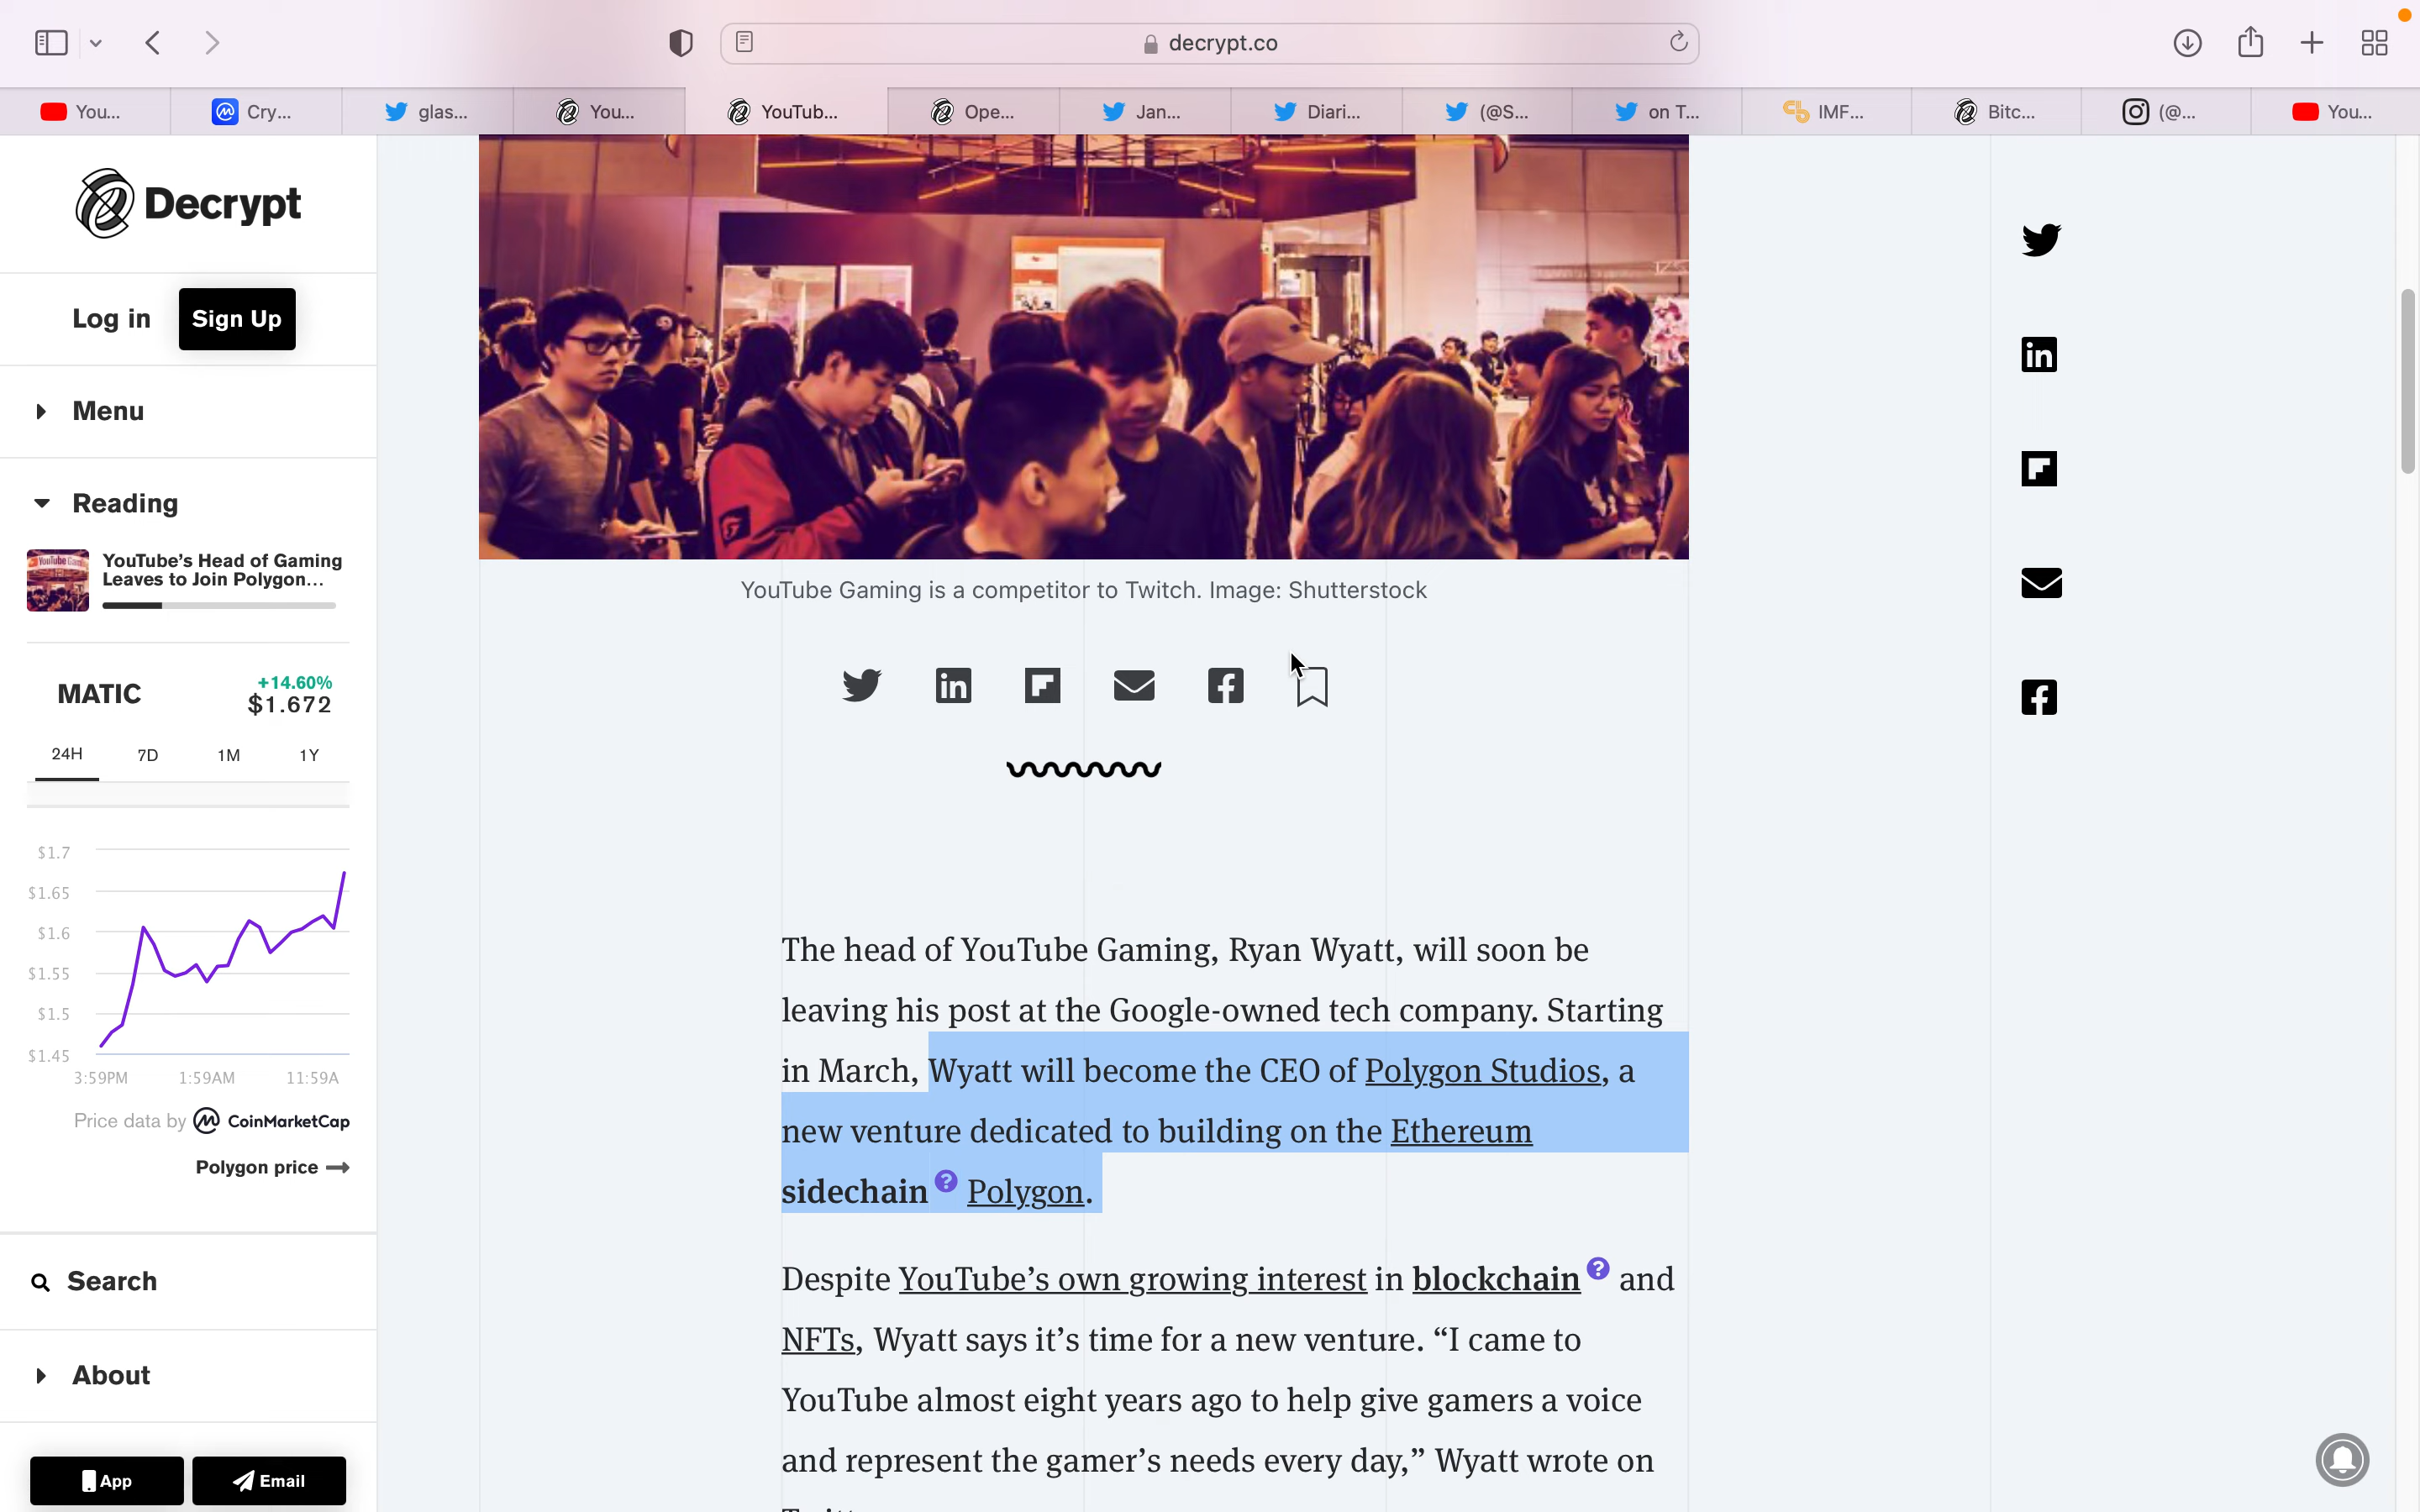 decrypt.co
You...
Cry...
glas...
You...
YouTub...
Ope...
Jan...
Diari...
(@S...
on T...
IMF...
Bitc...
(@...
You...
Decrypt
Log in
Sign Up
Menu
Reading
YouTube’s Head of Gaming
Leaves to Join Polygon...
MATIC
+14.60%
$1.672
24H 7D 1M 1Y
$1.7
$1.65
$1.6
$1.55
$1.5
$1.45
3:59PM 1:59AM 11:59A
Price data by CoinMarketCap
Polygon price
Search
About
App
Email
YouTube Gaming is a competitor to Twitch. Image: Shutterstock
The head of YouTube Gaming, Ryan Wyatt, will soon be
leaving his post at the Google-owned tech company. Starting
in March, Wyatt will become the CEO of Polygon Studios, a
new venture dedicated to building on the Ethereum
sidechain ? Polygon.
Despite YouTube’s own growing interest in blockchain ? and
NFTs, Wyatt says it’s time for a new venture. “I came to
YouTube almost eight years ago to help give gamers a voice
and represent the gamer’s needs every day,” Wyatt wrote on